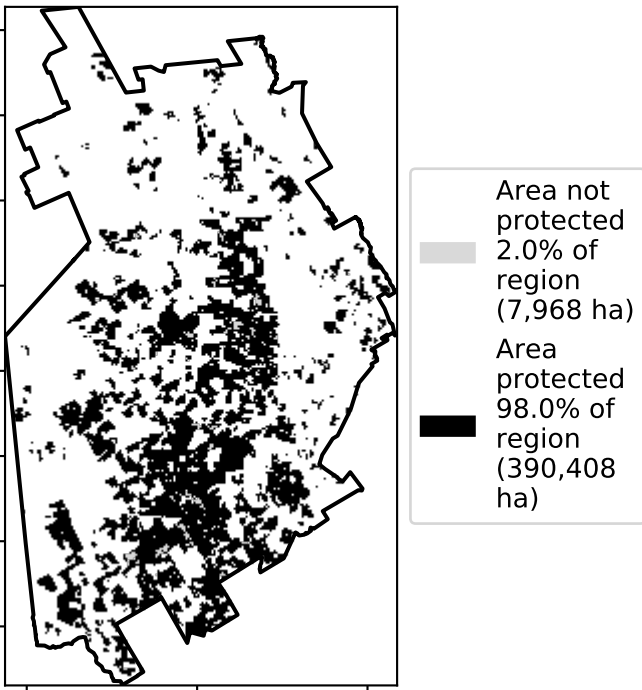 Area not
protected
2.0% of
region
(7,968 ha)
Area
protected
98.0% of
region
(390,408
ha)